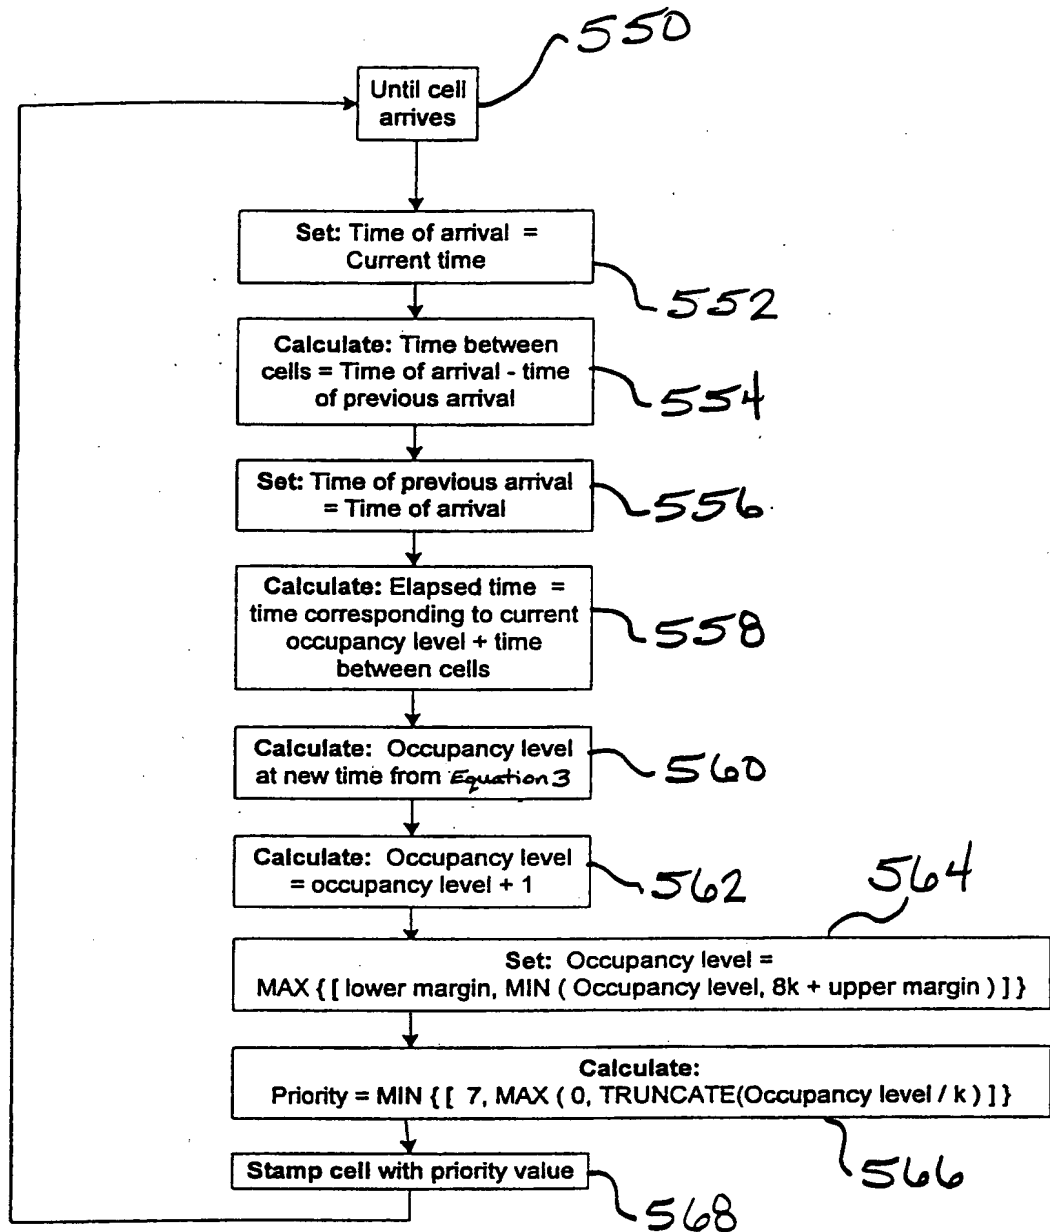 550
Until cell
arrives
Set: Time of arrival =
Current time
552
Calculate: Time between
cells = Time of arrival - time
of previous arrival
554
Set: Time of previous arrival
= Time of arrival
556
Calculate: Elapsed time =
time corresponding to current
occupancy level + time
between cells
558
Calculate: Occupancy level
at new time from Equation 3
560
Calculate: Occupancy level
= occupancy level + 1
562
564
Set: Occupancy level =
MAX { [ lower margin, MIN ( Occupancy level, 8k + upper margin ) ] }
Calculate:
Priority = MIN { [ 7, MAX ( 0, TRUNCATE(Occupancy level / k ) ] }
566
Stamp cell with priority value
568